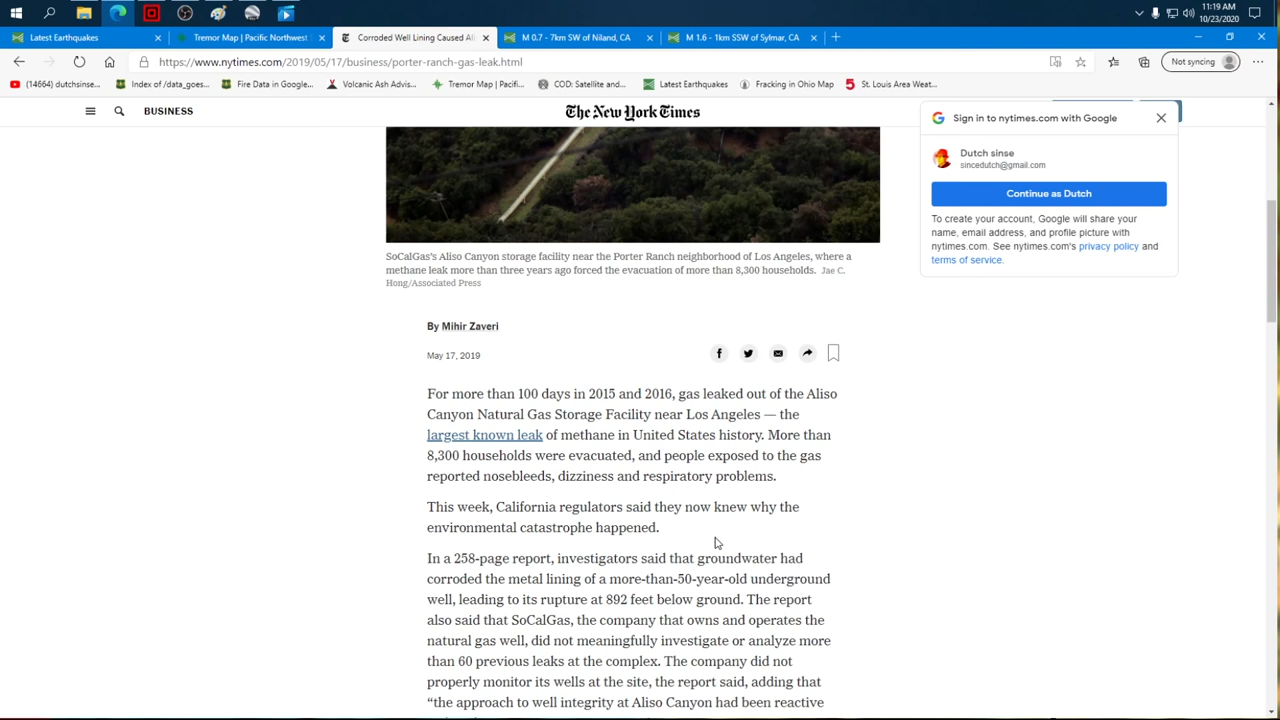 11:19 AM
10/23/2020
Latest Earthquakes
Tremor Map | Pacific Northwest S
Corroded Well Lining Caused Ali
M 0.7 - 7km SW of Niland, CA
M 1.6 - 1km SSW of Sylmar, CA
https://www.nytimes.com/2019/05/17/business/porter-ranch-gas-leak.html
Not syncing
(14664) dutchsinse...
Index of /data_goes...
Fire Data in Google...
Volcanic Ash Advis...
Tremor Map | Pacifi...
COD: Satellite and...
Latest Earthquakes
Fracking in Ohio Map
St. Louis Area Weat...
BUSINESS
The New York Times
Sign in to nytimes.com with Google
Dutch sinse
sincedutch@gmail.com
Continue as Dutch
To create your account, Google will share your
name, email address, and profile picture with
nytimes.com. See nytimes.com's privacy policy and
terms of service.
SoCalGas's Aliso Canyon storage facility near the Porter Ranch neighborhood of Los Angeles, where a
methane leak more than three years ago forced the evacuation of more than 8,300 households. Jae C.
Hong/Associated Press
By Mihir Zaveri
May 17, 2019
For more than 100 days in 2015 and 2016, gas leaked out of the Aliso
Canyon Natural Gas Storage Facility near Los Angeles — the
largest known leak of methane in United States history. More than
8,300 households were evacuated, and people exposed to the gas
reported nosebleeds, dizziness and respiratory problems.
This week, California regulators said they now knew why the
environmental catastrophe happened.
In a 258-page report, investigators said that groundwater had
corroded the metal lining of a more-than-50-year-old underground
well, leading to its rupture at 892 feet below ground. The report
also said that SoCalGas, the company that owns and operates the
natural gas well, did not meaningfully investigate or analyze more
than 60 previous leaks at the complex. The company did not
properly monitor its wells at the site, the report said, adding that
“the approach to well integrity at Aliso Canyon had been reactive